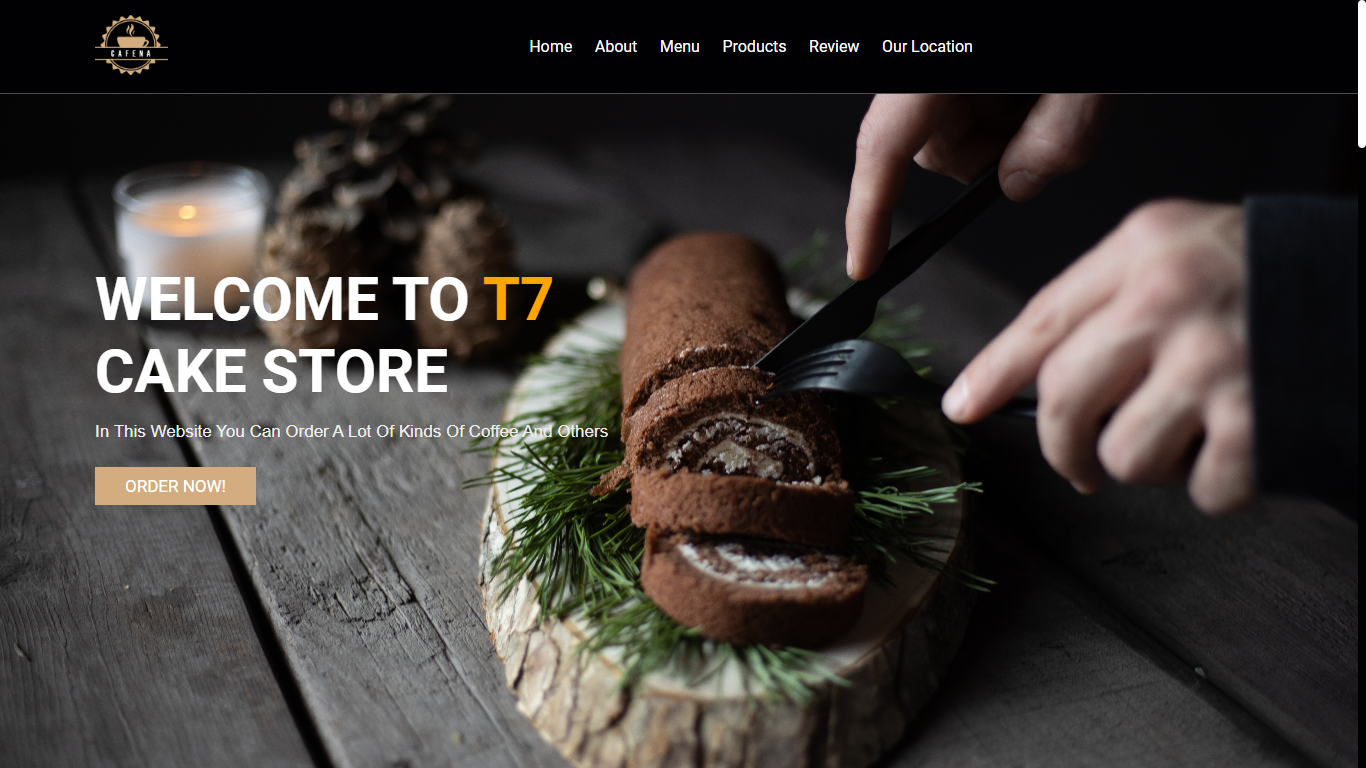 CAFENA
Home About Menu Products Review Our Location
WELCOME TO T7
CAKE STORE
In This Website You Can Order A Lot Of Kinds Of Coffee And Others
ORDER NOW!